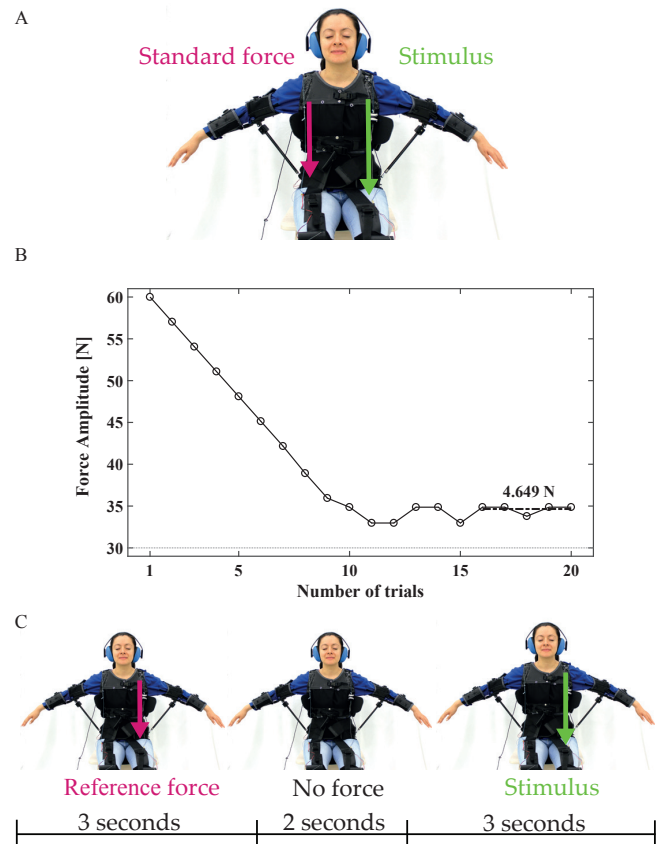 A
Standard force
Stimulus
B
60
55
50
45
40
35
30
Force Amplitude [N]
4.649 N
1
5
10
15
20
Number of trials
C
Reference force
No force
Stimulus
3 seconds
2 seconds
3 seconds